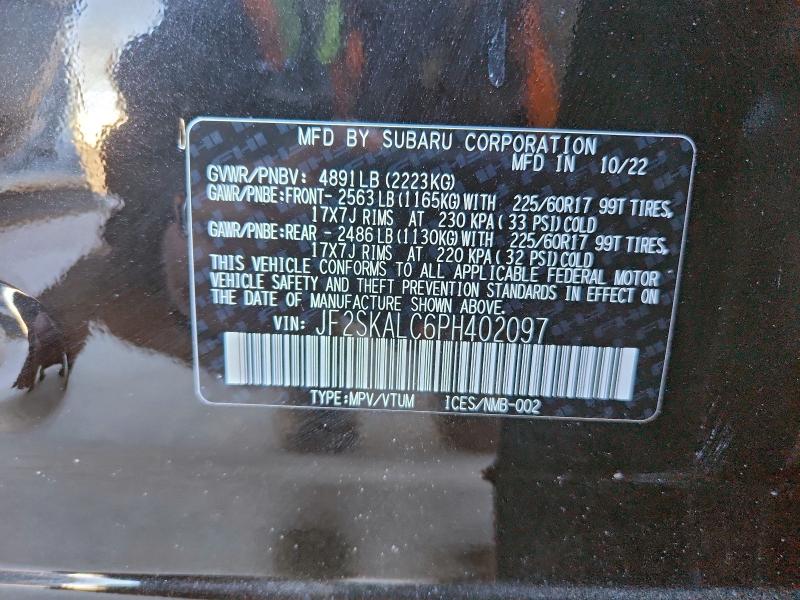 MFD BY SUBARU CORPORATION
MFD IN 10/22
GVWR/PNBV: 4891LB(2223KG)
GAWR/PNBE:FRONT- 2563LB(1165KG)WITH 225/60R17 99T TIRES,
17X7J RIMS AT 230 KPA(33 PSI)COLD
GAWR/PNBE:REAR - 2486LB(1130KG)WITH 225/60R17 99T TIRES,
17X7J RIMS AT 220 KPA(32 PSI)COLD
THIS VEHICLE CONFORMS TO ALL APPLICABLE FEDERAL MOTOR
VEHICLE SAFETY AND THEFT PREVENTION STANDARDS IN EFFECT ON
THE DATE OF MANUFACTURE SHOWN ABOVE.
VIN: JF2SKALC6PH402097
TYPE:MPV/VTUM ICES/NMB-002